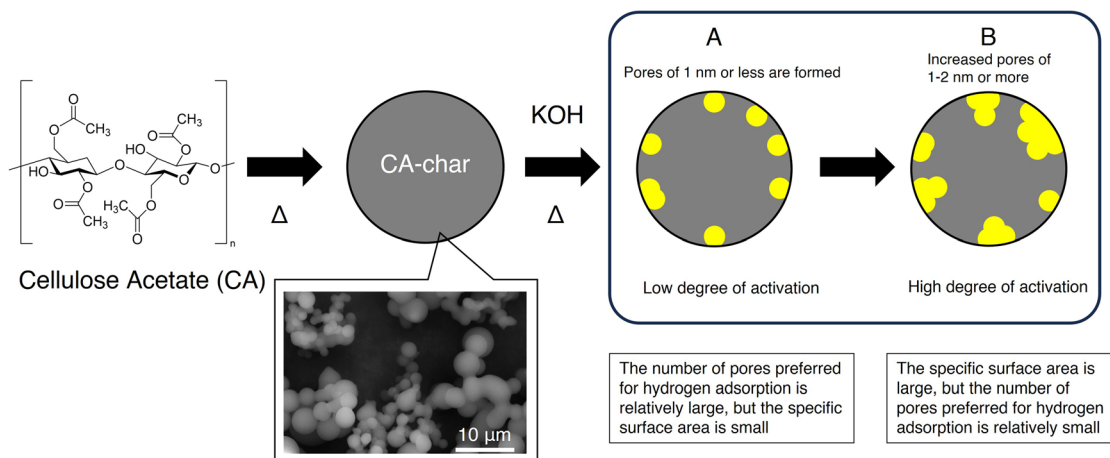 A
B
Pores of 1 nm or less are formed
Increased pores of
1-2 nm or more
O
O
CH₃
O
O
CH₃
HO
O
O
HO
O
O
O
O
O
CH₃
CH₃
O
O
n
Cellulose Acetate (CA)
Δ
CA-char
KOH
Δ
Low degree of activation
High degree of activation
10 µm
The number of pores preferred
for hydrogen adsorption is
relatively large, but the specific
surface area is small
The specific surface area is
large, but the number of
pores preferred for hydrogen
adsorption is relatively small